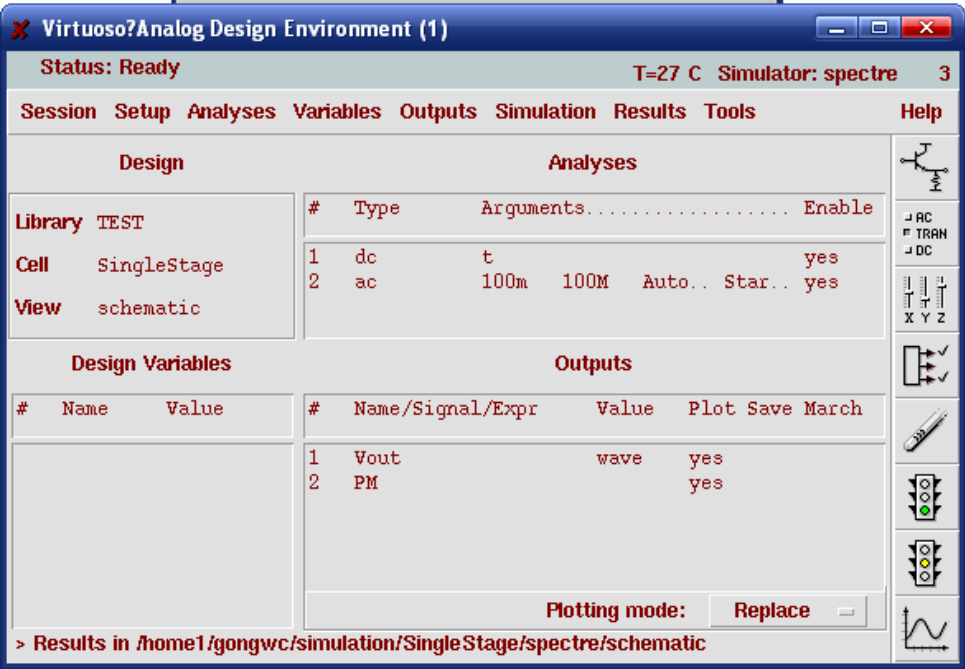 Virtuoso?Analog Design Environment (1)
Status: Ready
T=27 C Simulator: spectre 3
Session Setup Analyses Variables Outputs Simulation Results Tools Help
Design
Library TEST
Cell SingleStage
View schematic
Analyses
# Type Arguments.................. Enable
1 dc t yes
2 ac 100m 100M Auto.. Star.. yes
AC
TRAN
DC
X Y Z
Design Variables
# Name Value
Outputs
# Name/Signal/Expr Value Plot Save March
1 Vout wave yes
2 PM yes
Plotting mode: Replace
> Results in /home1/gongwc/simulation/SingleStage/spectre/schematic